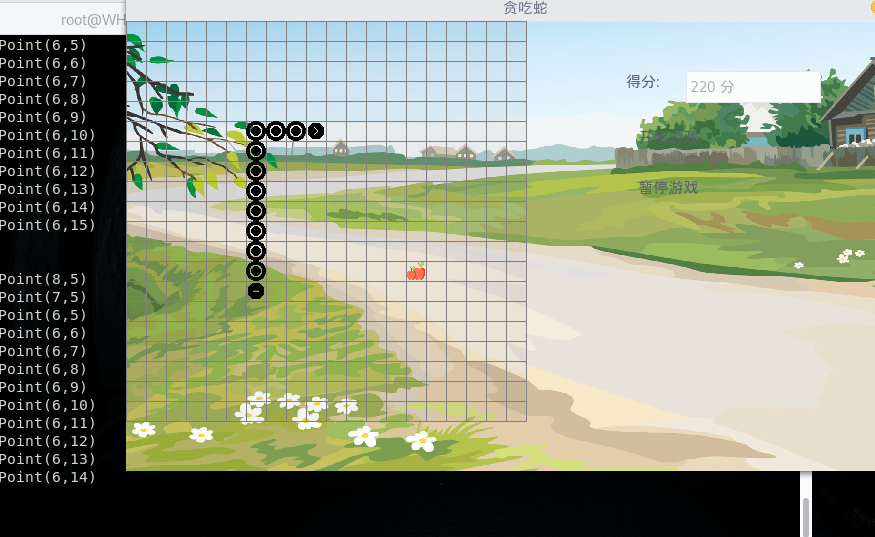 贪吃蛇
root@WH
Point(6,5)
Point(6,6)
Point(6,7)
Point(6,8)
Point(6,9)
Point(6,10)
Point(6,11)
Point(6,12)
Point(6,13)
Point(6,14)
Point(6,15)
Point(8,5)
Point(7,5)
Point(6,5)
Point(6,6)
Point(6,7)
Point(6,8)
Point(6,9)
Point(6,10)
Point(6,11)
Point(6,12)
Point(6,13)
Point(6,14)
得分:
220 分
暂停游戏